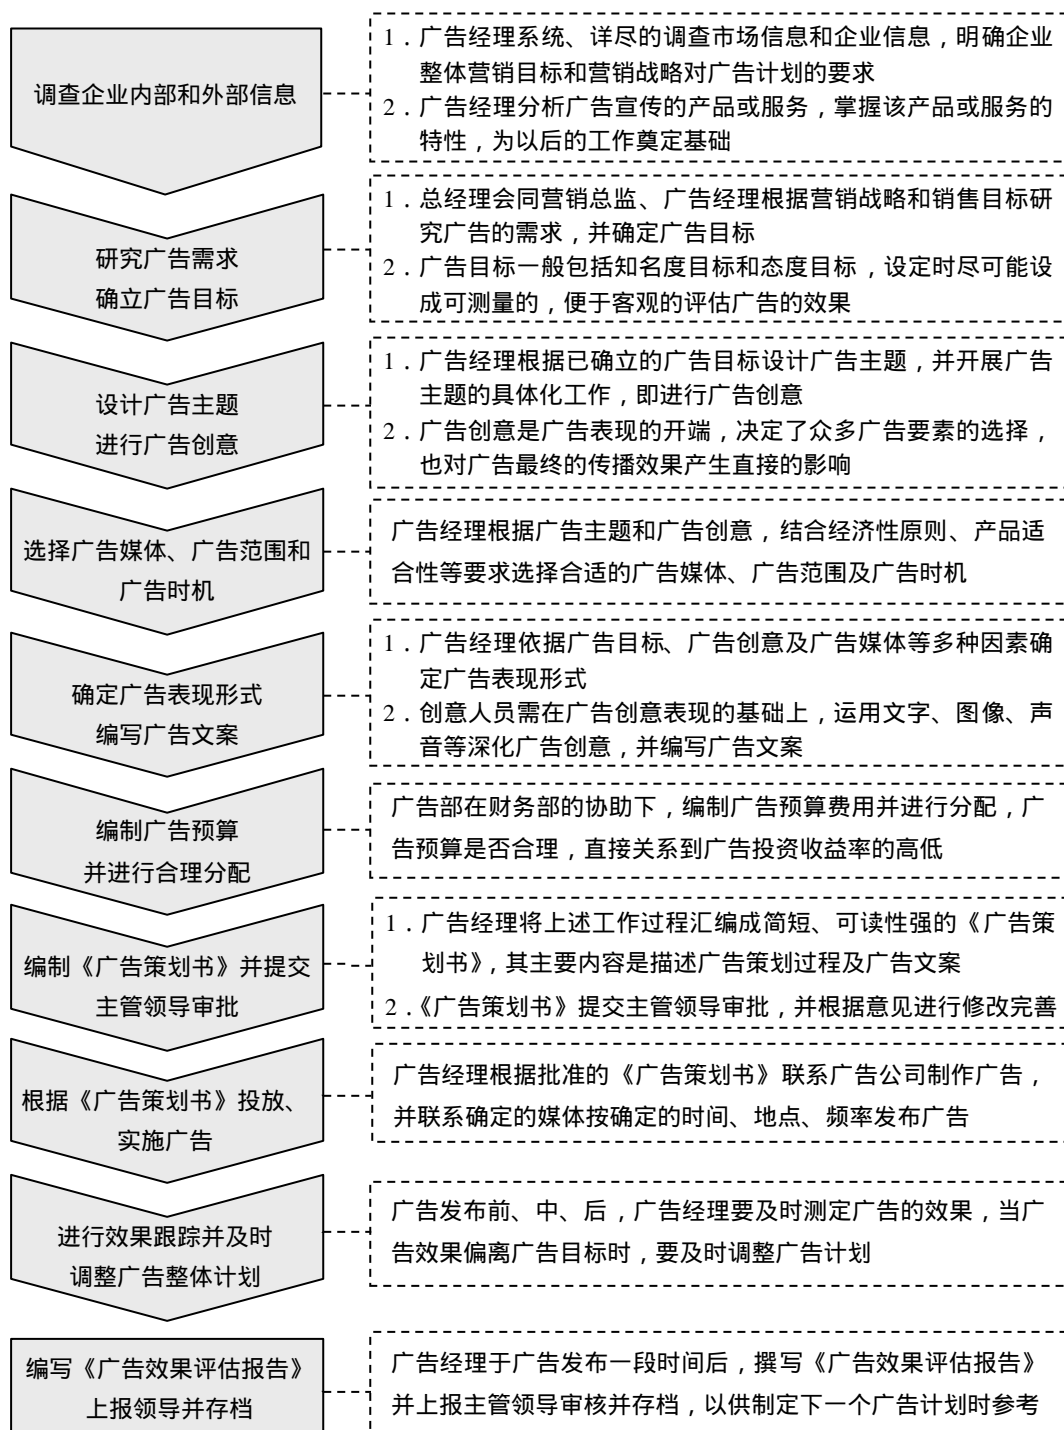 调查企业内部和外部信息
1．广告经理系统、详尽的调查市场信息和企业信息，明确企业
整体营销目标和营销战略对广告计划的要求
2．广告经理分析广告宣传的产品或服务，掌握该产品或服务的
特性，为以后的工作奠定基础
研究广告需求
确立广告目标
1．总经理会同营销总监、广告经理根据营销战略和销售目标研
究广告的需求，并确定广告目标
2．广告目标一般包括知名度目标和态度目标，设定时尽可能设
成可测量的，便于客观的评估广告的效果
设计广告主题
进行广告创意
1．广告经理根据已确立的广告目标设计广告主题，并开展广告
主题的具体化工作，即进行广告创意
2．广告创意是广告表现的开端，决定了众多广告要素的选择，
也对广告最终的传播效果产生直接的影响
选择广告媒体、广告范围和
广告时机
广告经理根据广告主题和广告创意，结合经济性原则、产品适
合性等要求选择合适的广告媒体、广告范围及广告时机
确定广告表现形式
编写广告文案
1．广告经理依据广告目标、广告创意及广告媒体等多种因素确
定广告表现形式
2．创意人员需在广告创意表现的基础上，运用文字、图像、声
音等深化广告创意，并编写广告文案
编制广告预算
并进行合理分配
广告部在财务部的协助下，编制广告预算费用并进行分配，广
告预算是否合理，直接关系到广告投资收益率的高低
编制《广告策划书》并提交
主管领导审批
1．广告经理将上述工作过程汇编成简短、可读性强的《广告策
划书》，其主要内容是描述广告策划过程及广告文案
2．《广告策划书》提交主管领导审批，并根据意见进行修改完善
根据《广告策划书》投放、
实施广告
广告经理根据批准的《广告策划书》联系广告公司制作广告，
并联系确定的媒体按确定的时间、地点、频率发布广告
进行效果跟踪并及时
调整广告整体计划
广告发布前、中、后，广告经理要及时测定广告的效果，当广
告效果偏离广告目标时，要及时调整广告计划
编写《广告效果评估报告》
上报领导并存档
广告经理于广告发布一段时间后，撰写《广告效果评估报告》
并上报主管领导审核并存档，以供制定下一个广告计划时参考